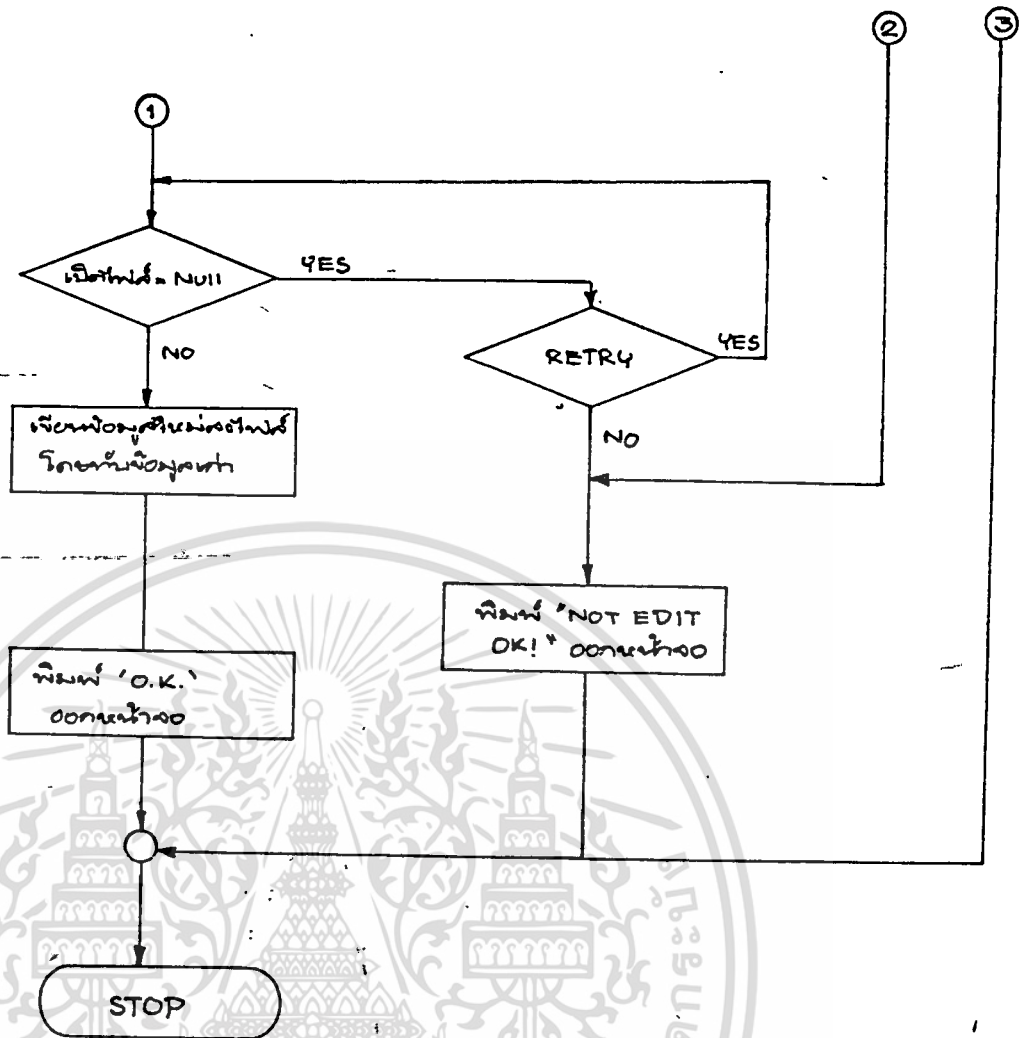 2
3
1
เปิดไฟล์ = NUll
YES
NO
RETRY
YES
NO
เขียนข้อมูลใหม่ลงไฟล์
โดยทับข้อมูลเก่า
พิมพ์ "NOT EDIT
OK!" ออกหน้าจอ
พิมพ์ 'O.K.'
ออกหน้าจอ
STOP